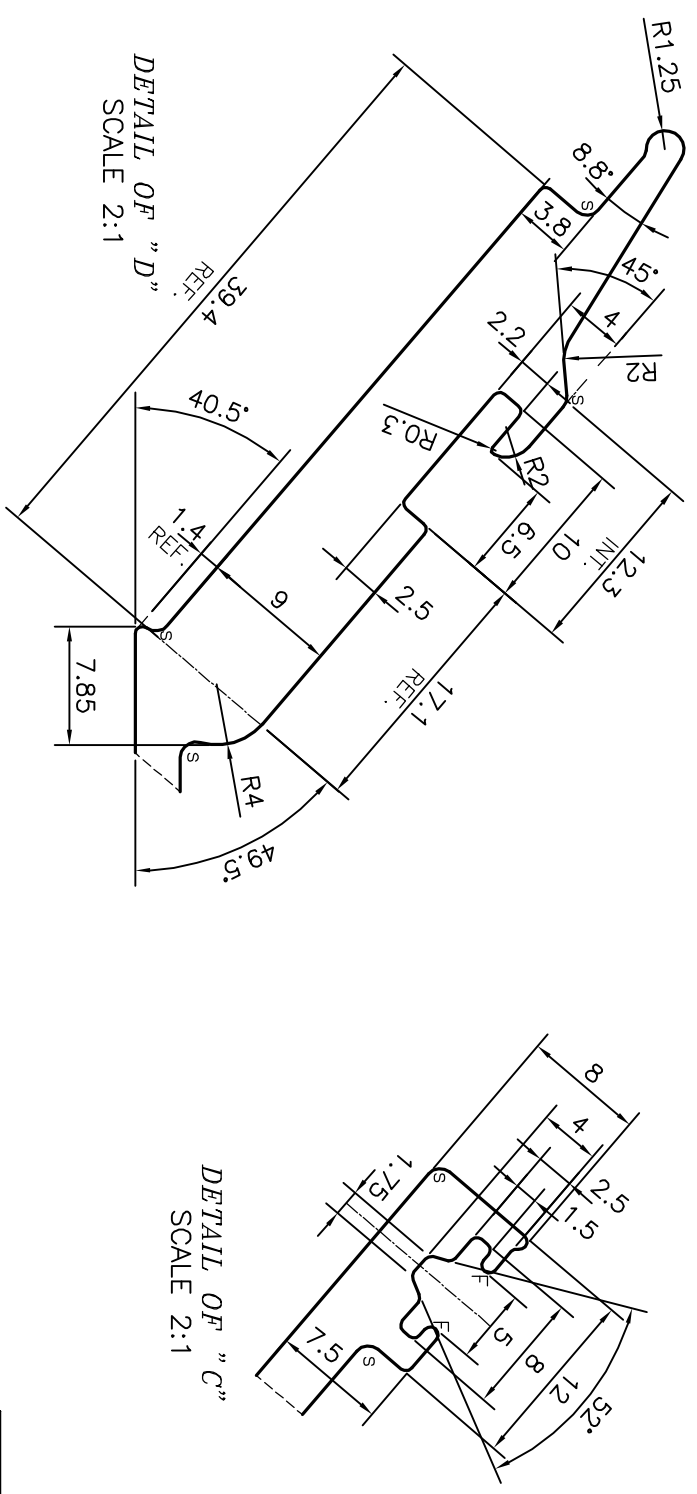 R1.25
8.8°
S
3.8
45°
4
2.2
R2
S
R0.3
R2
6.5
10
12.3
INT.
39.4
REF.
40.5°
1.4
REF.
9
2.5
17.1
REF.
S
7.85
S
R4
49.5°
DETAIL OF "D"
SCALE 2:1
8
4
2.5
1.5
S
1.75
F
F
5
8
12
52°
7.5
S
DETAIL OF "C"
SCALE 2:1